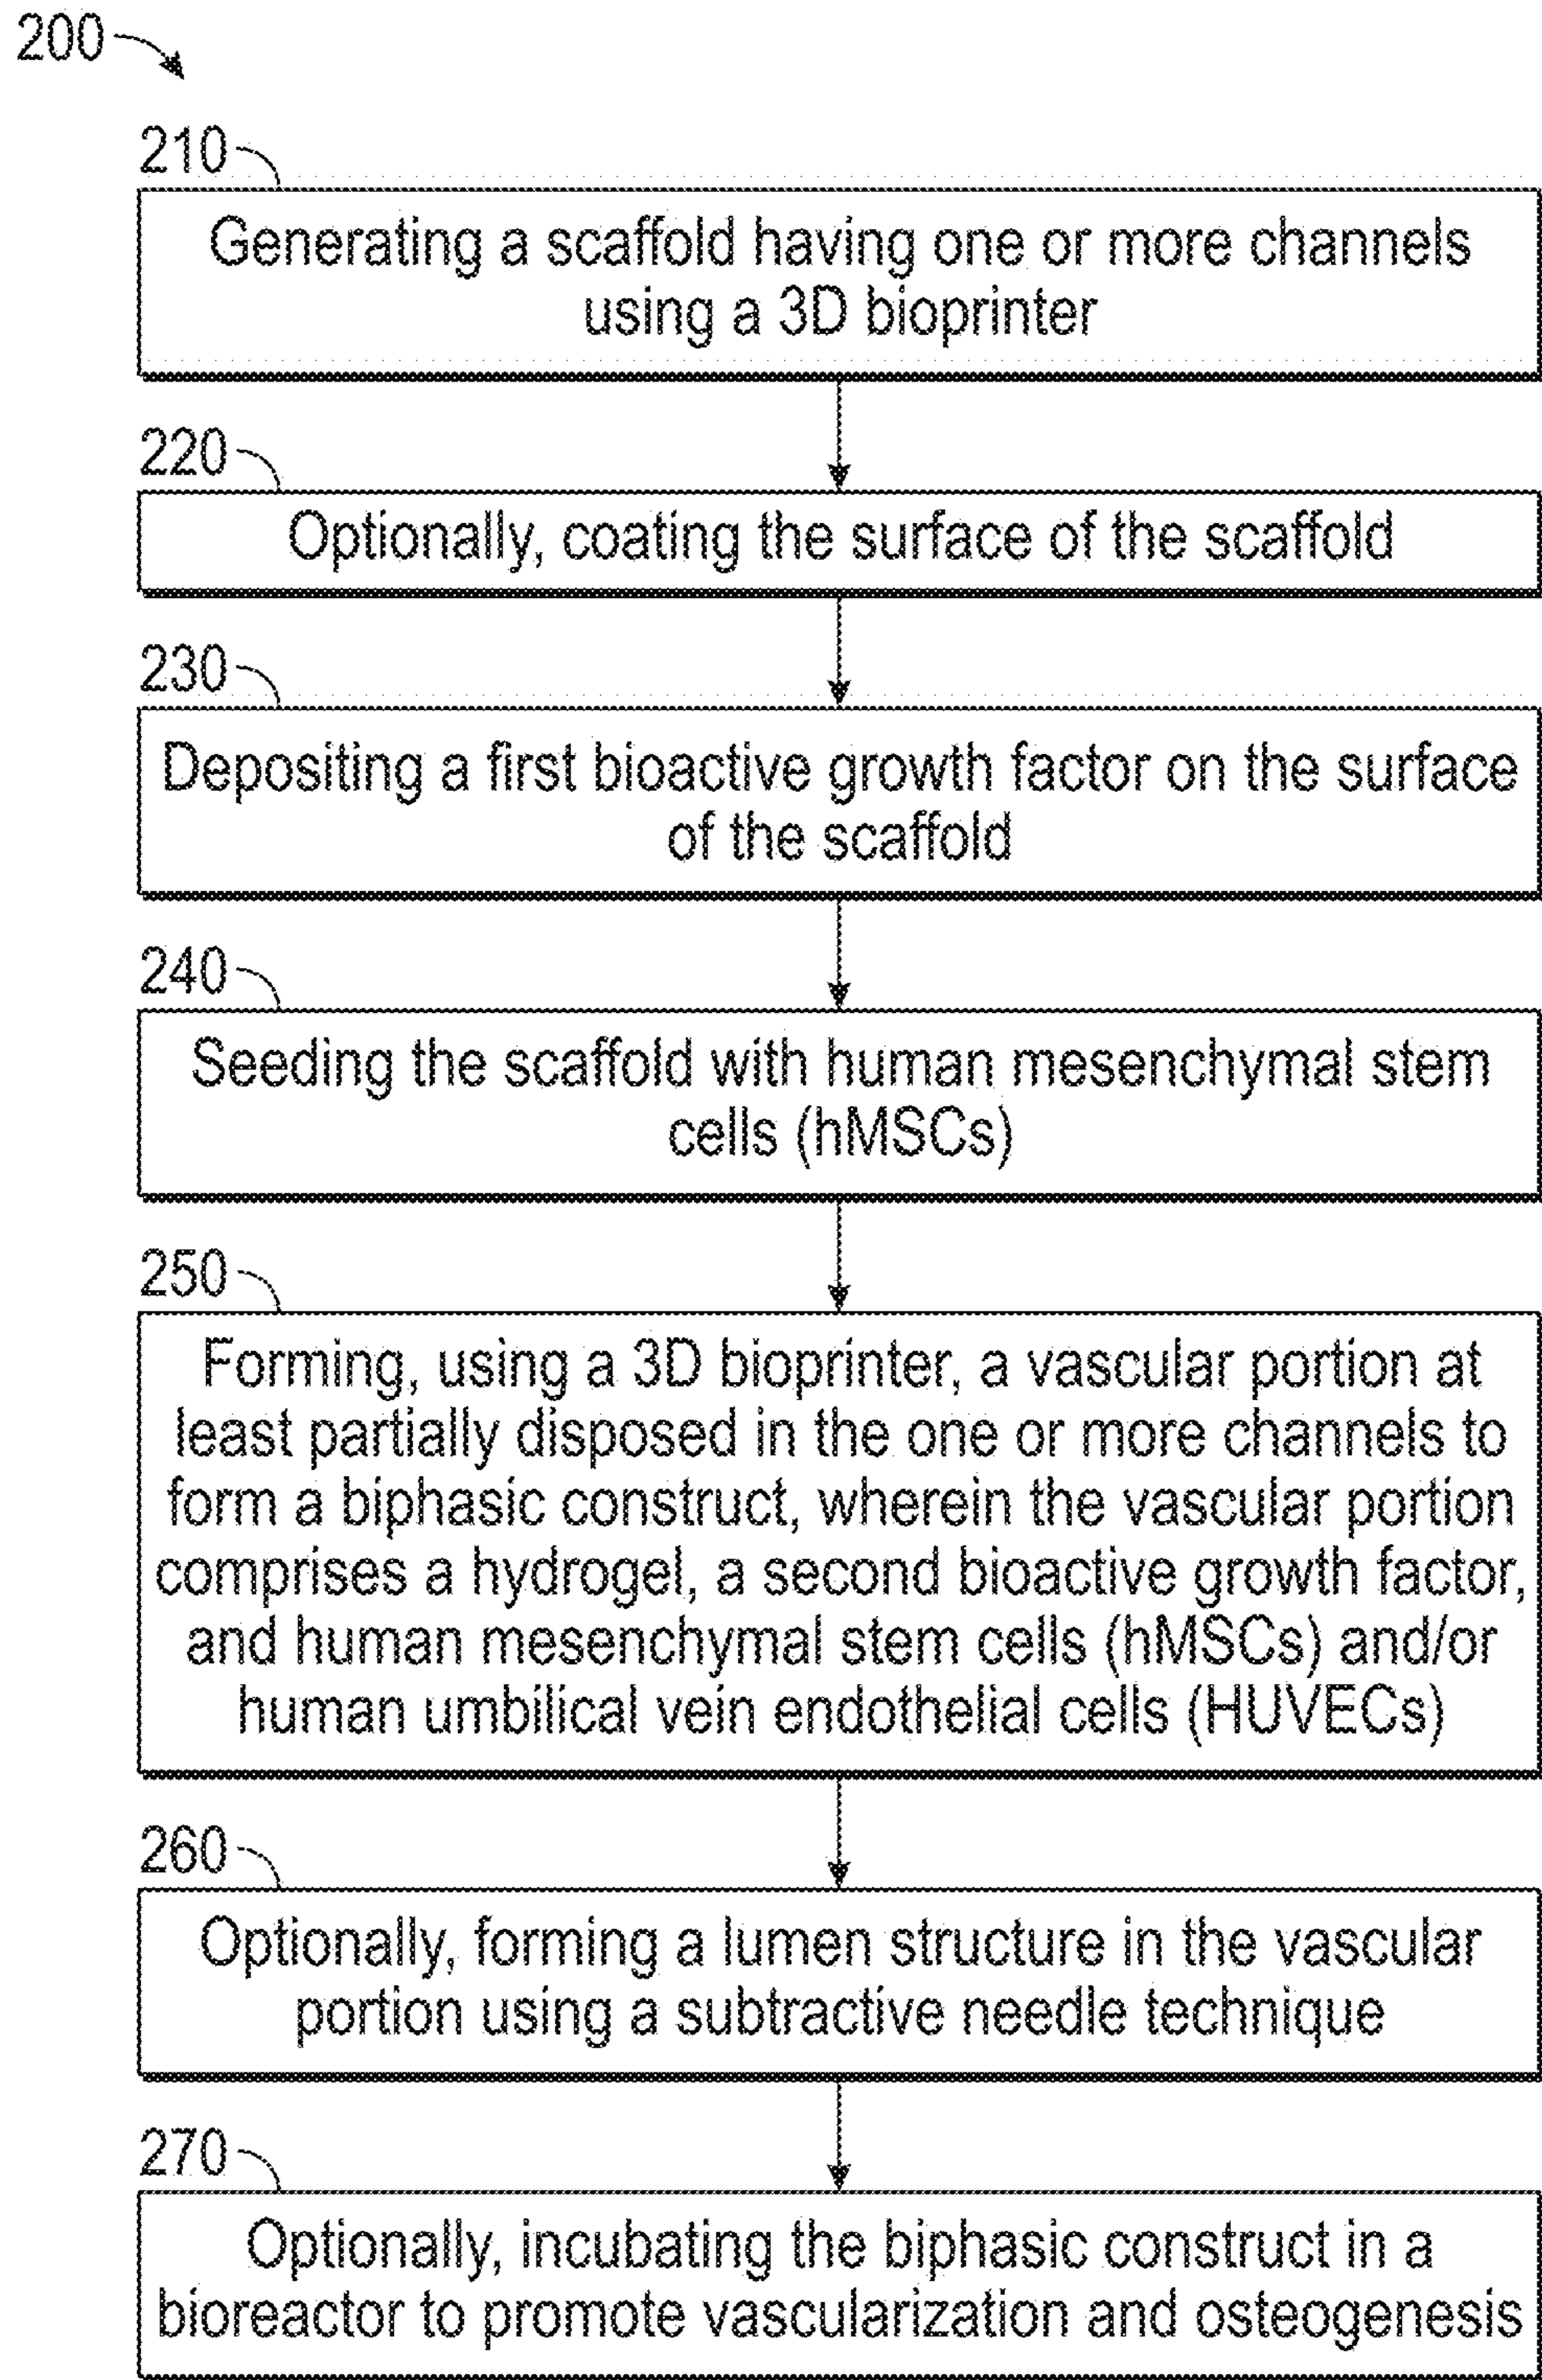 200
210
Generating a scaffold having one or more channels
using a 3D bioprinter
220
Optionally, coating the surface of the scaffold
230
Depositing a first bioactive growth factor on the surface
of the scaffold
240
Seeding the scaffold with human mesenchymal stem
cells (hMSCs)
250
Forming, using a 3D bioprinter, a vascular portion at
least partially disposed in the one or more channels to
form a biphasic construct, wherein the vascular portion
comprises a hydrogel, a second bioactive growth factor,
and human mesenchymal stem cells (hMSCs) and/or
human umbilical vein endothelial cells (HUVECs)
260
Optionally, forming a lumen structure in the vascular
portion using a subtractive needle technique
270
Optionally, incubating the biphasic construct in a
bioreactor to promote vascularization and osteogenesis